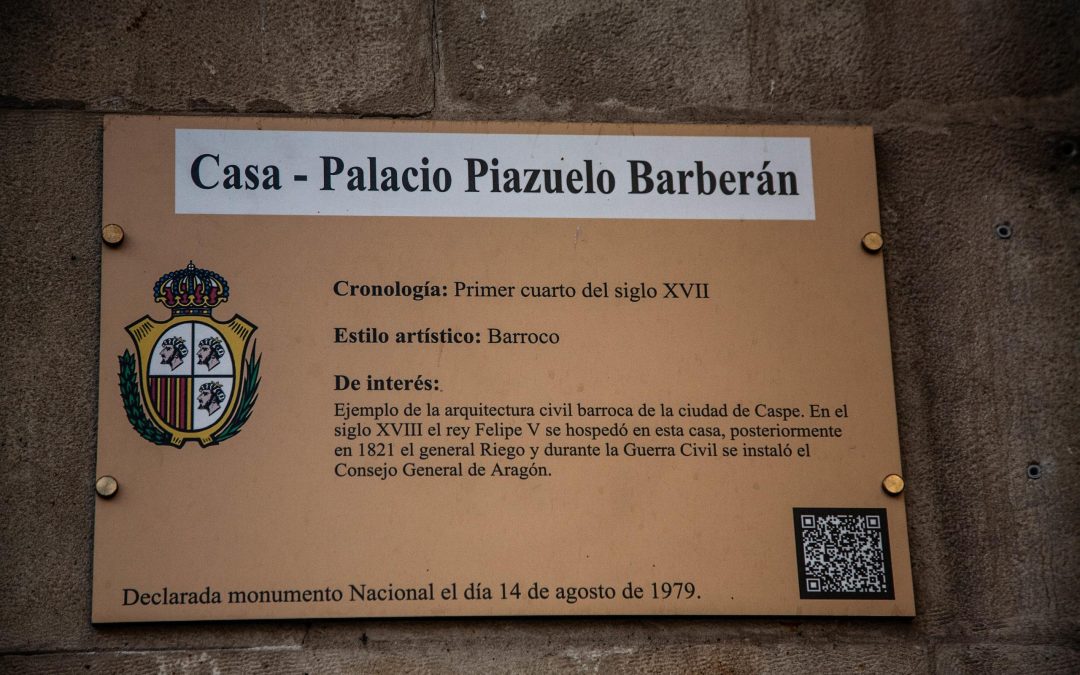 Casa - Palacio Piazuelo Barberán
Cronología: Primer cuarto del siglo XVII
Estilo artístico: Barroco
De interés:
Ejemplo de la arquitectura civil barroca de la ciudad de Caspe. En el
siglo XVIII el rey Felipe V se hospedó en esta casa, posteriormente
en 1821 el general Riego y durante la Guerra Civil se instaló el
Consejo General de Aragón.
Declarada monumento Nacional el día 14 de agosto de 1979.